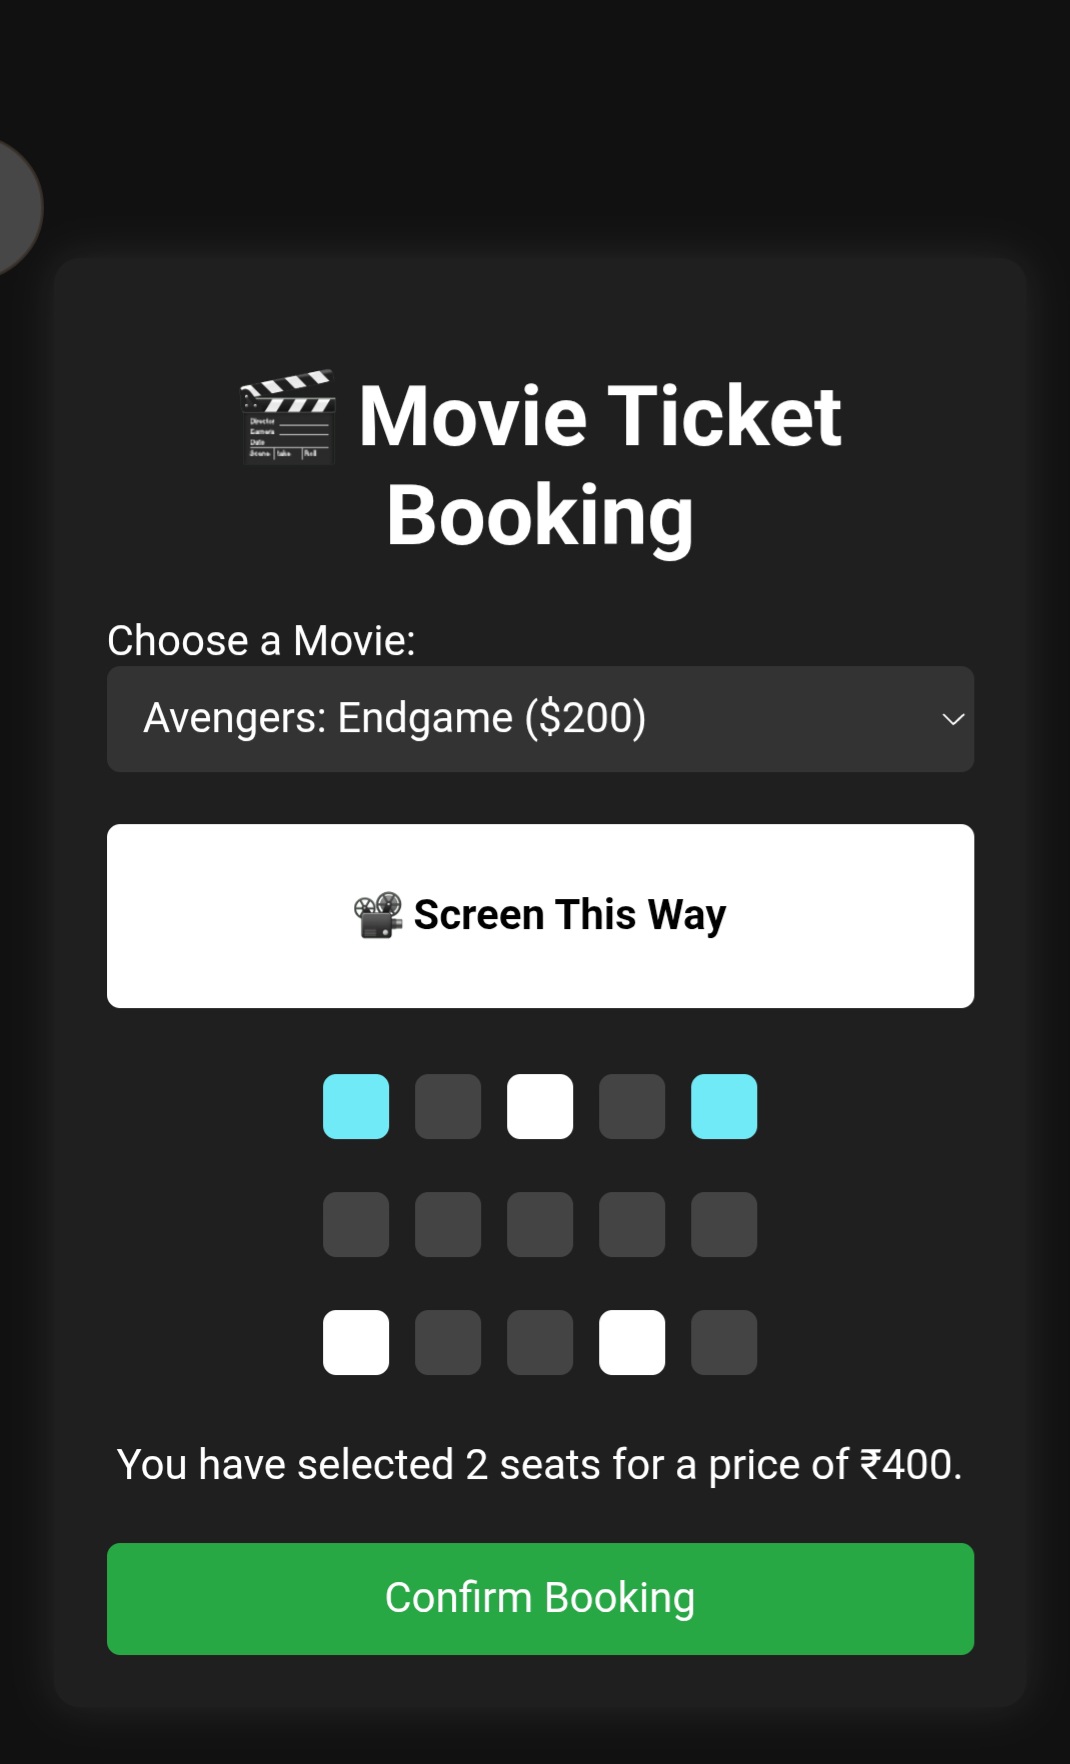 🎬 Movie Ticket
Booking
Choose a Movie:
Avengers: Endgame ($200)
📽️ Screen This Way
You have selected 2 seats for a price of ₹400.
Confirm Booking